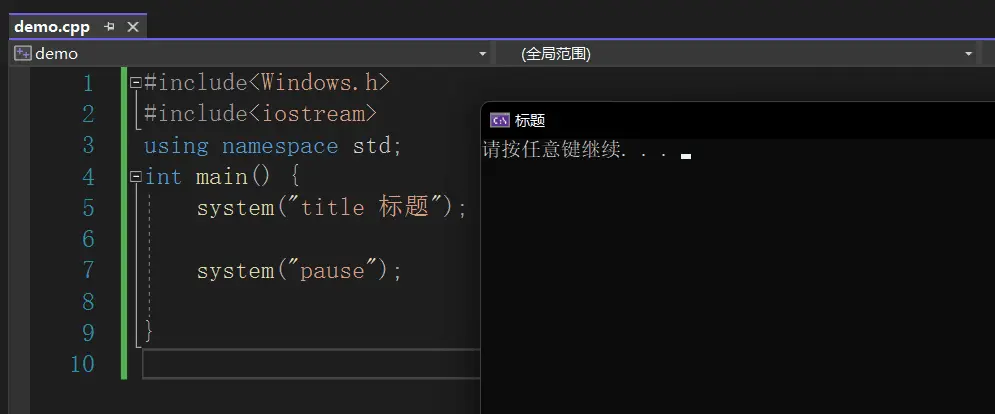 demo.cpp
demo
(全局范围)
1 #include<Windows.h>
2 #include<iostream>
3 using namespace std;
4 int main() {
5 system("title 标题");
6
7 system("pause");
8
9 }
10
C:\ 标题
请按任意键继续. . .